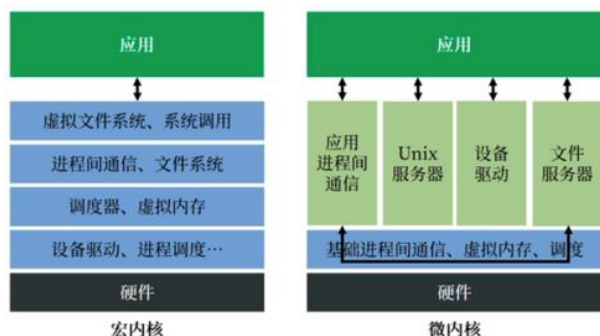 应用
虚拟文件系统、系统调用
进程间通信、文件系统
调度器、虚拟内存
设备驱动、进程调度…
硬件
宏内核
应用
应用
进程间
通信
Unix
服务器
设备
驱动
文件
服务器
基础进程间通信、虚拟内存、调度
硬件
微内核